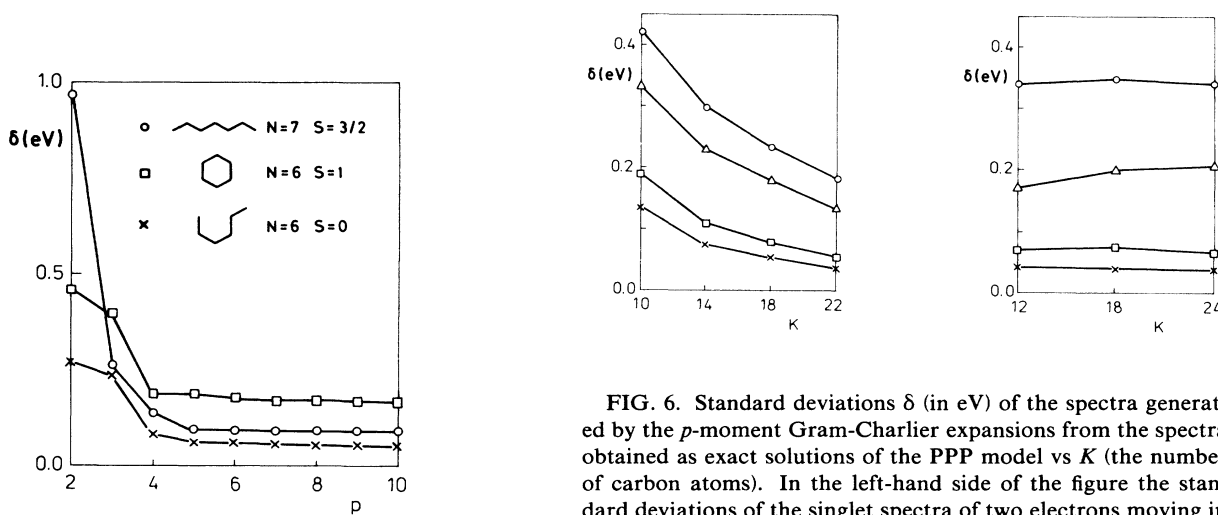 1.0
δ(eV)
0.5
0.0
2 4 6 8 10
p
N=7 S=3/2
N=6 S=1
N=6 S=0
0.4
δ(eV)
0.2
0.0
10 14 18 22
K
0.4
δ(eV)
0.2
0.0
12 18 24
K
FIG. 6. Standard deviations δ (in eV) of the spectra generat-
ed by the p-moment Gram-Charlier expansions from the spectra
obtained as exact solutions of the PPP model vs K (the number
of carbon atoms). In the left-hand side of the figure the stan-
dard deviations of the singlet spectra of two electrons moving in